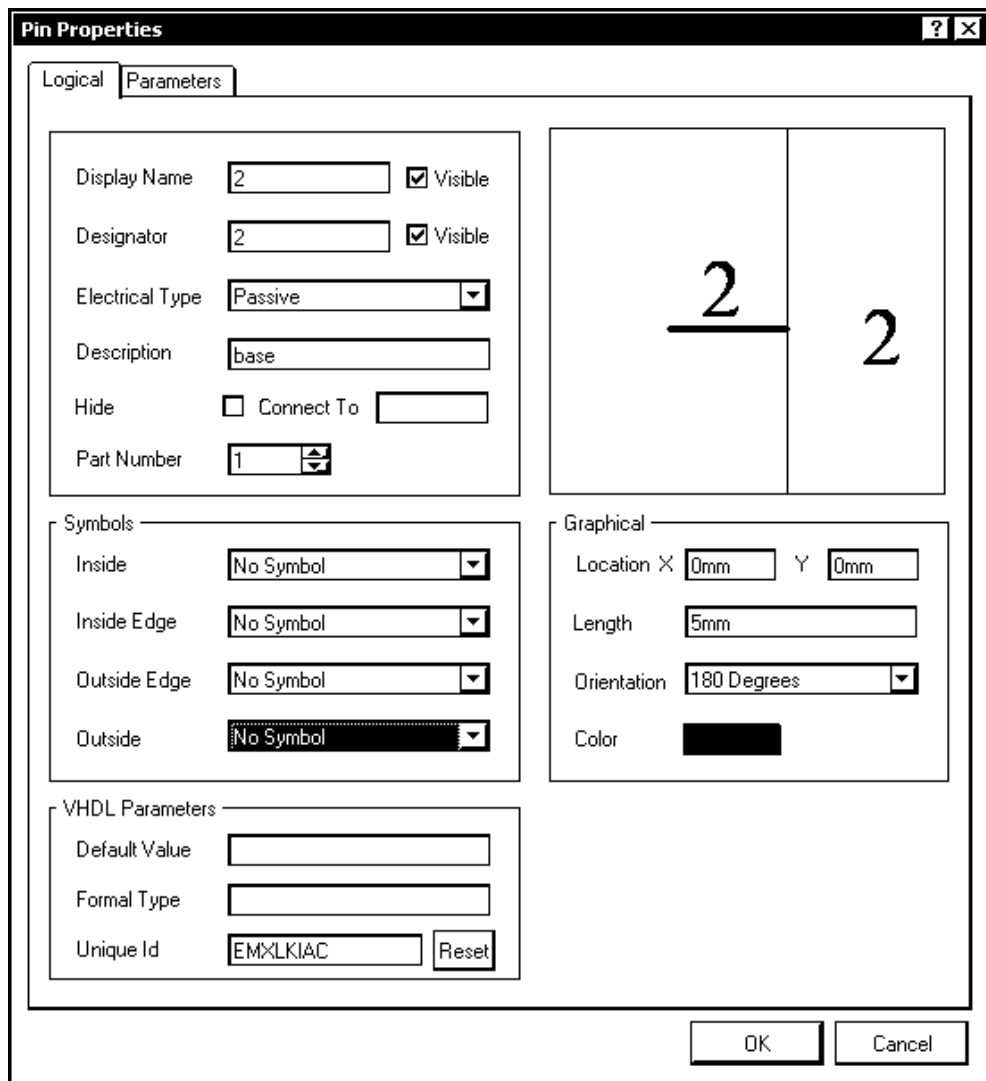 Pin Properties
Logical Parameters
Display Name 2 Visible
Designator 2 Visible
Electrical Type Passive
Description base
Hide Connect To
Part Number 1
2
2
Symbols
Inside No Symbol
Inside Edge No Symbol
Outside Edge No Symbol
Outside No Symbol
Graphical
Location X 0mm Y 0mm
Length 5mm
Orientation 180 Degrees
Color
VHDL Parameters
Default Value
Formal Type
Unique Id EMXLKIAC Reset
OK Cancel